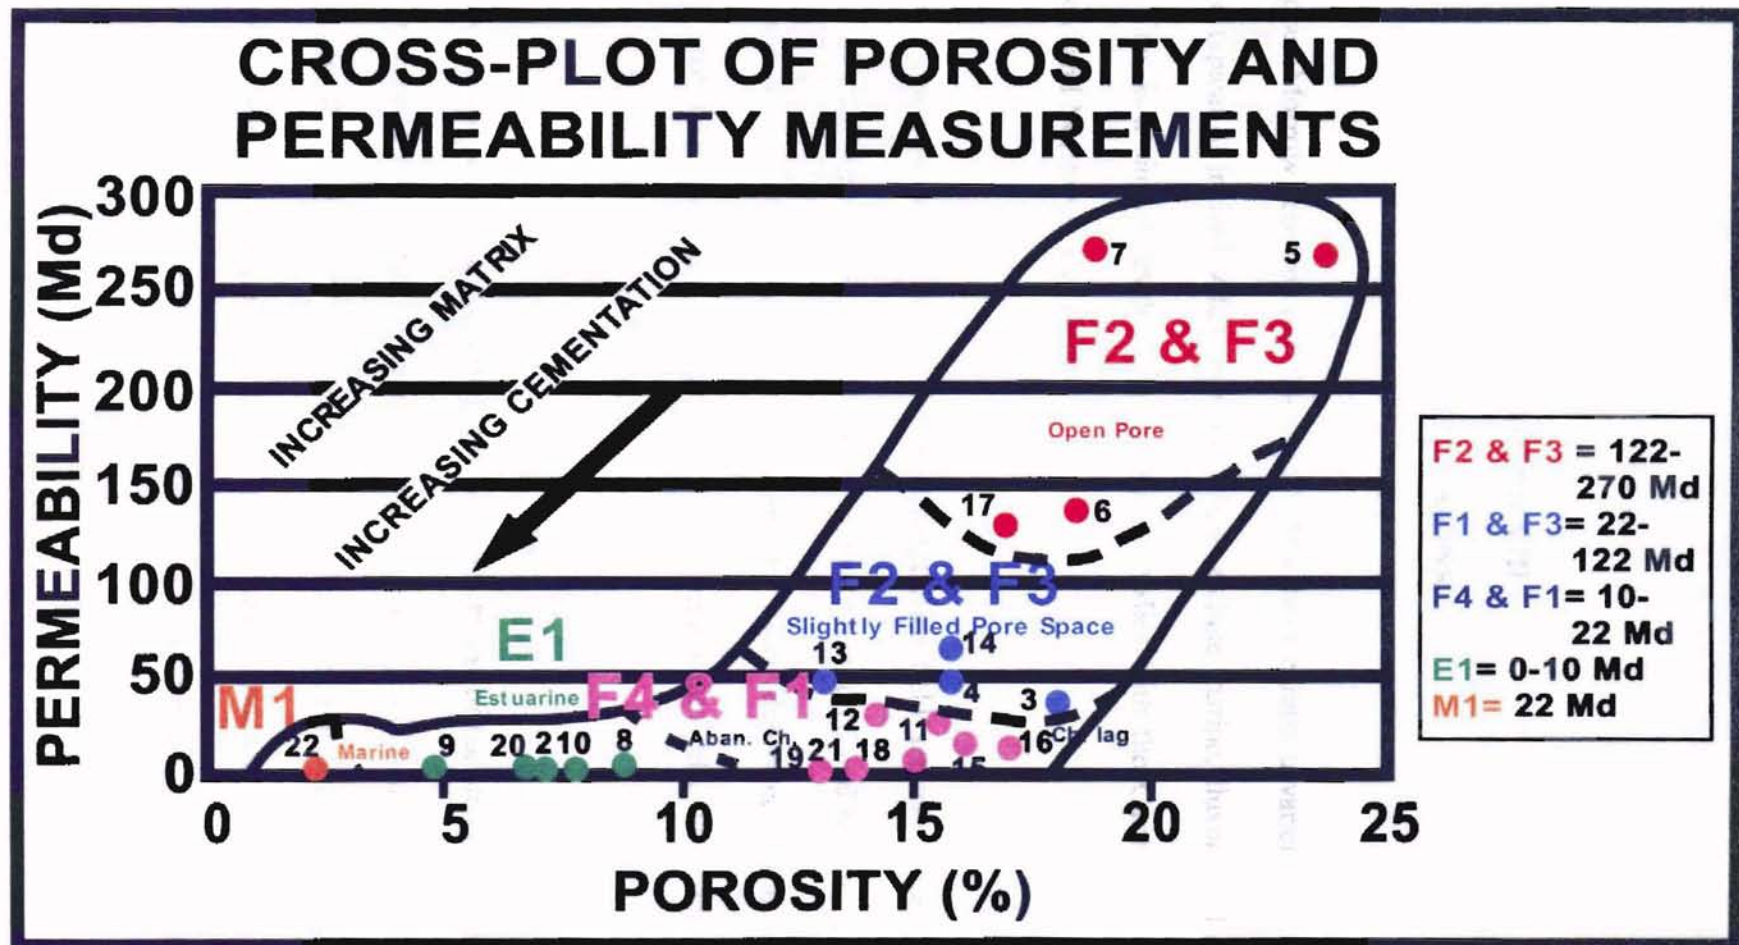 CROSS-PLOT OF POROSITY AND
PERMEABILITY MEASUREMENTS
PERMEABILITY (Md)
300
250
200
150
100
50
0
INCREASING MATRIX
INCREASING CEMENTATION
7
5
F2 & F3
Open Pore
17
6
F2 & F3
Slightly Filled Pore Space
14
13
E1
Estuarine
F4 & F1
4
3
M1
Marine
22
9
20
2
10
8
Aban. Ch.
12
11
16
Ch. lag
19
21
18
15
0
5
10
15
20
25
POROSITY (%)
F2 & F3 = 122-
270 Md
F1 & F3= 22-
122 Md
F4 & F1= 10-
22 Md
E1= 0-10 Md
M1= 22 Md